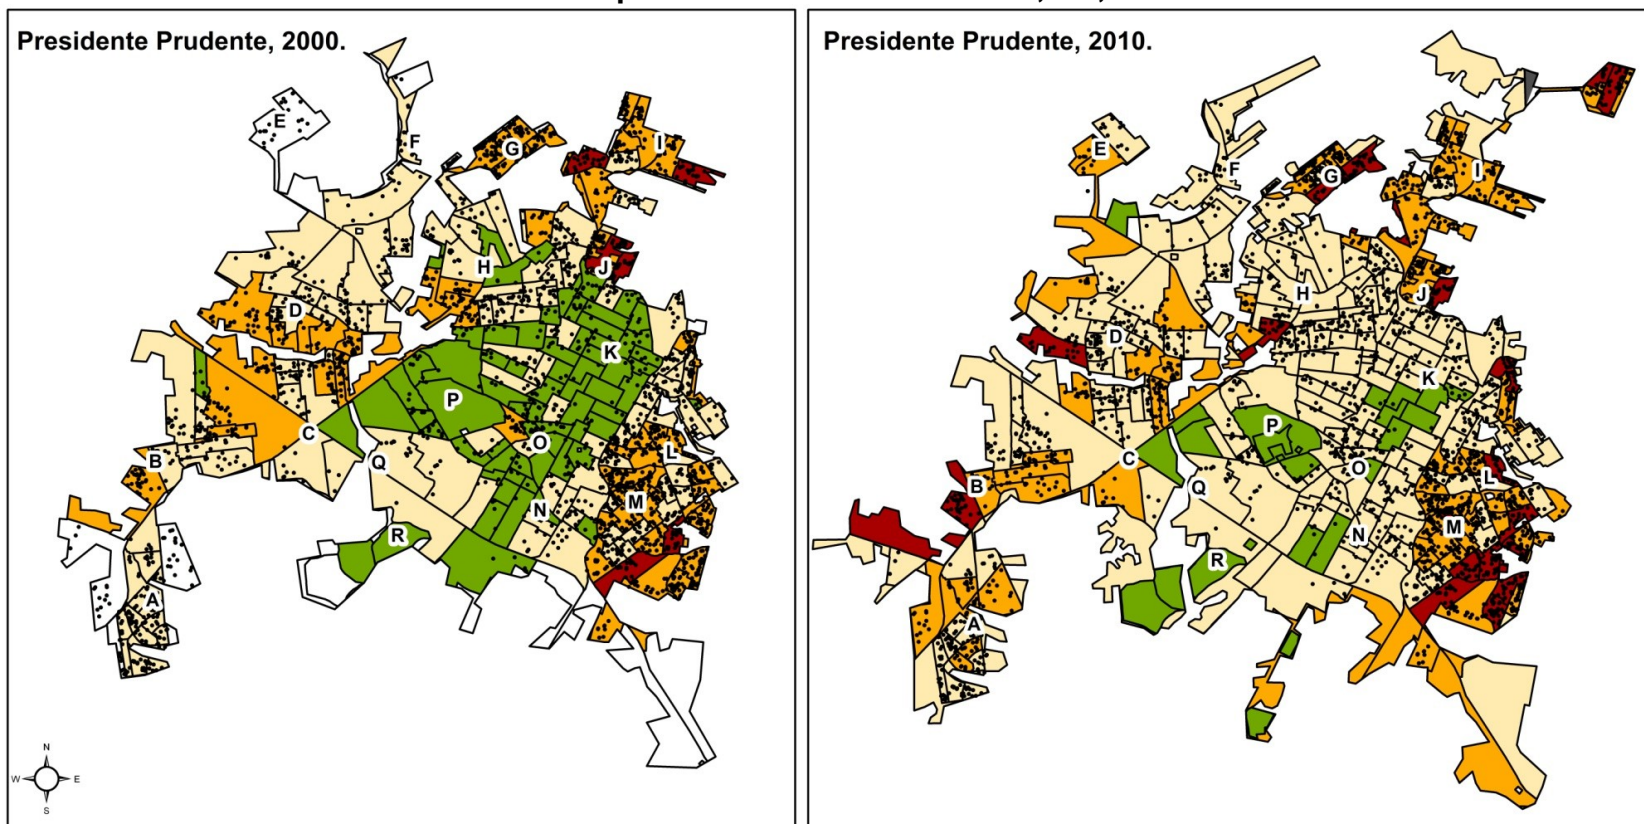 Presidente Prudente, 2000.
E
F
G
I
H
J
D
K
P
C
O
L
B
Q
M
N
R
A
N
W E
S
Presidente Prudente, 2010.
E
F
G
I
H
J
D
K
P
C
O
L
B
Q
M
N
R
A